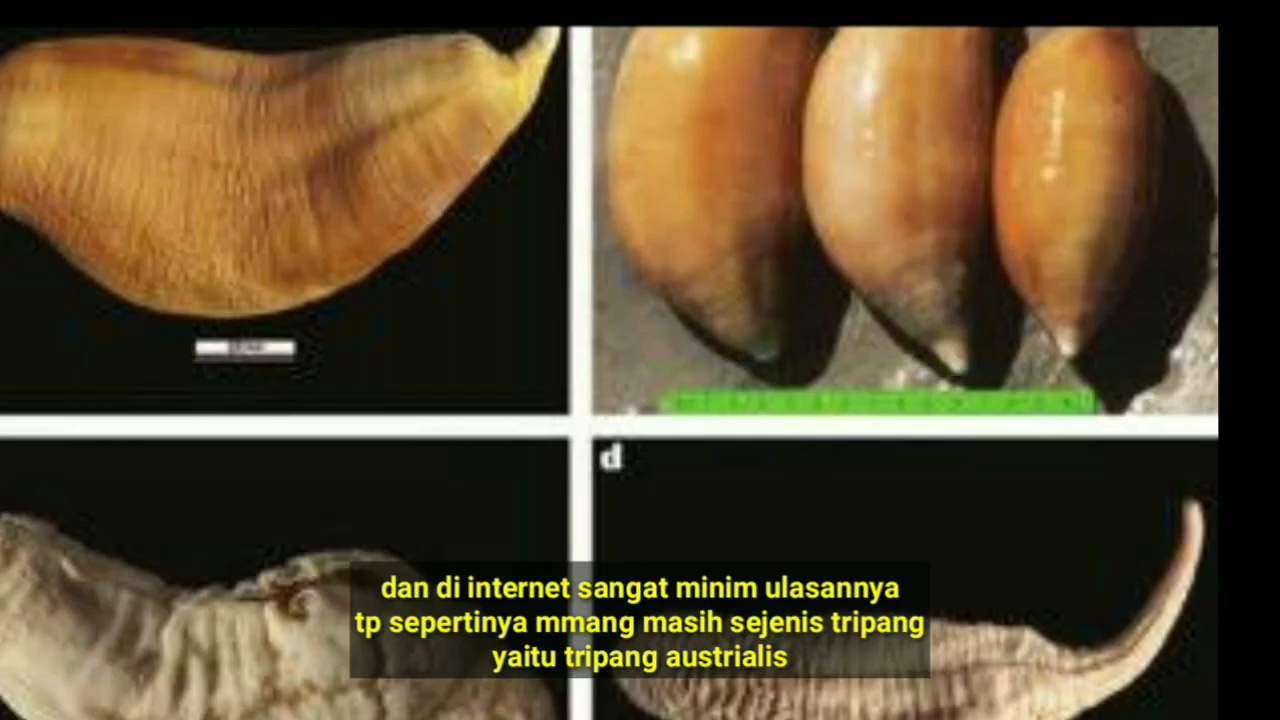 d
dan di internet sangat minim ulasannya
tp sepertinya mmang masih sejenis tripang
yaitu tripang austrialis